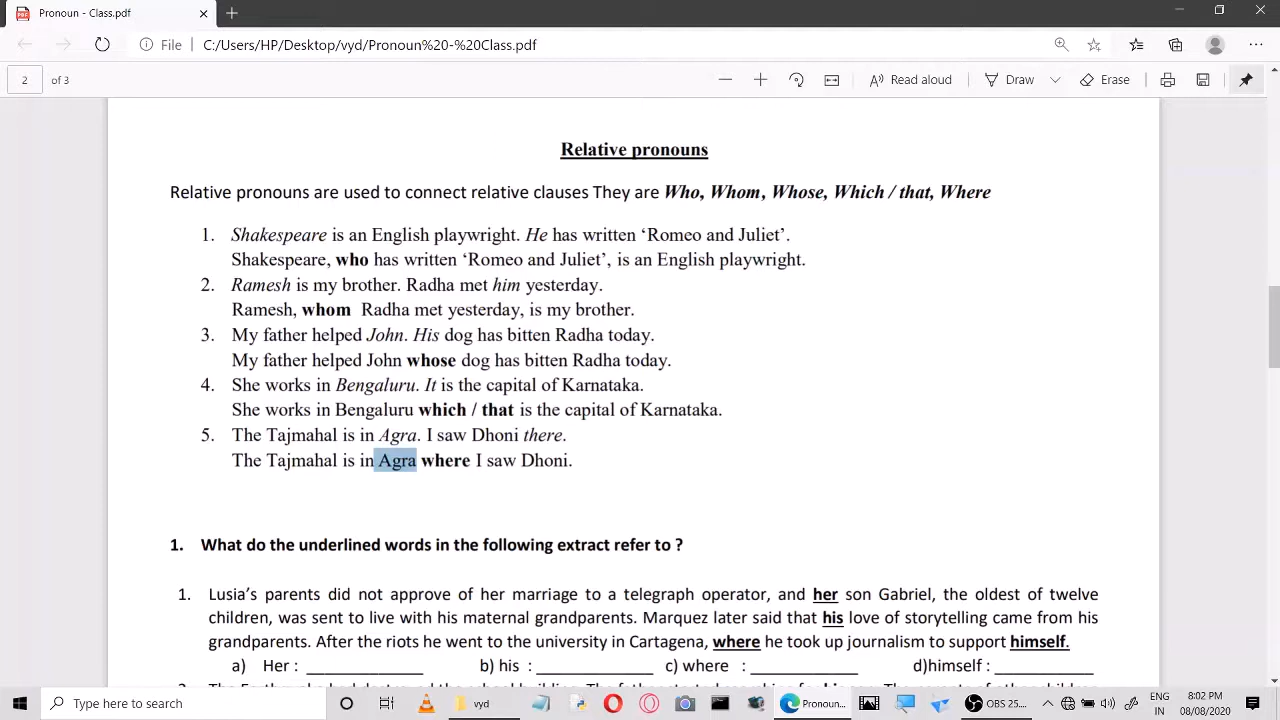 Pronoun - Class.pdf
File C:/Users/HP/Desktop/vyd/Pronoun%20-%20Class.pdf
2 of 3 Read aloud Draw Erase
Relative pronouns
Relative pronouns are used to connect relative clauses They are Who, Whom, Whose, Which / that, Where
1. Shakespeare is an English playwright. He has written ‘Romeo and Juliet’.
Shakespeare, who has written ‘Romeo and Juliet’, is an English playwright.
2. Ramesh is my brother. Radha met him yesterday.
Ramesh, whom Radha met yesterday, is my brother.
3. My father helped John. His dog has bitten Radha today.
My father helped John whose dog has bitten Radha today.
4. She works in Bengaluru. It is the capital of Karnataka.
She works in Bengaluru which / that is the capital of Karnataka.
5. The Tajmahal is in Agra. I saw Dhoni there.
The Tajmahal is in Agra where I saw Dhoni.
1. What do the underlined words in the following extract refer to ?
1. Lusia’s parents did not approve of her marriage to a telegraph operator, and her son Gabriel, the oldest of twelve
children, was sent to live with his maternal grandparents. Marquez later said that his love of storytelling came from his
grandparents. After the riots he went to the university in Cartagena, where he took up journalism to support himself.
a) Her : ____________ b) his : ____________ c) where : ___________ d)himself : __________
Type here to search vyd Pronoun... OBS 25.... ENG 8:02 PM
IN 08/08/2020